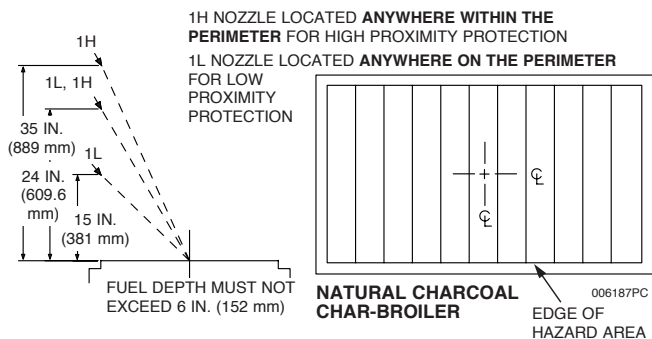 1H NOZZLE LOCATED ANYWHERE WITHIN THE
PERIMETER FOR HIGH PROXIMITY PROTECTION
1L NOZZLE LOCATED ANYWHERE ON THE PERIMETER
FOR LOW
PROXIMITY
PROTECTION
1H
1L, 1H
1L
35 IN.
(889 mm)
24 IN.
(609.6
mm)
15 IN.
(381 mm)
FUEL DEPTH MUST NOT
EXCEED 6 IN. (152 mm)
℄
℄
NATURAL CHARCOAL
CHAR-BROILER
006187PC
EDGE OF
HAZARD AREA